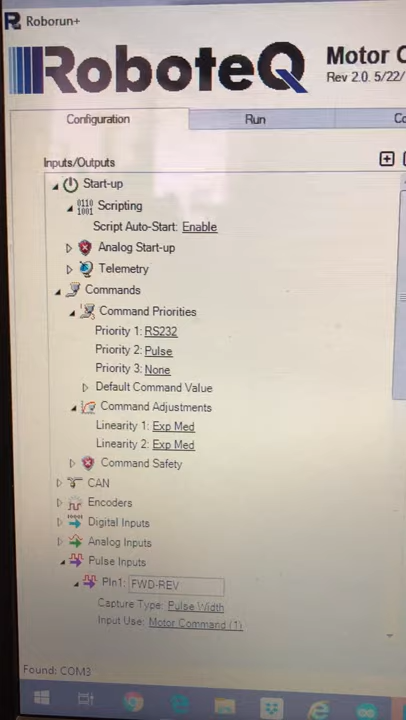 Roborun+
RoboteQ
Motor C
Rev 2.0. 5/22/
Configuration
Run
Co
Inputs/Outputs
Start-up
0110
1001
Scripting
Script Auto-Start: Enable
Analog Start-up
Telemetry
Commands
Command Priorities
Priority 1: RS232
Priority 2: Pulse
Priority 3: None
Default Command Value
Command Adjustments
Linearity 1: Exp Med
Linearity 2: Exp Med
Command Safety
CAN
Encoders
Digital Inputs
Analog Inputs
Pulse Inputs
PIn1: FWD-REV
Capture Type: Pulse Width
Input Use: Motor Command (1)
Found: COM3